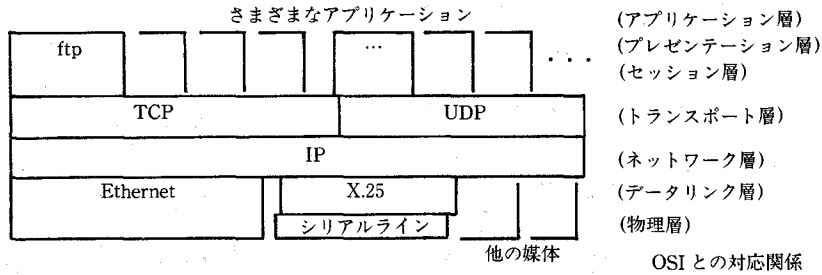 さまざまなアプリケーション
(アプリケーション層)
ftp
...
. . .
(プレゼンテーション層)
(セッション層)
TCP
UDP
(トランスポート層)
IP
(ネットワーク層)
Ethernet
X.25
(データリンク層)
シリアルライン
(物理層)
他の媒体
OSI との対応関係